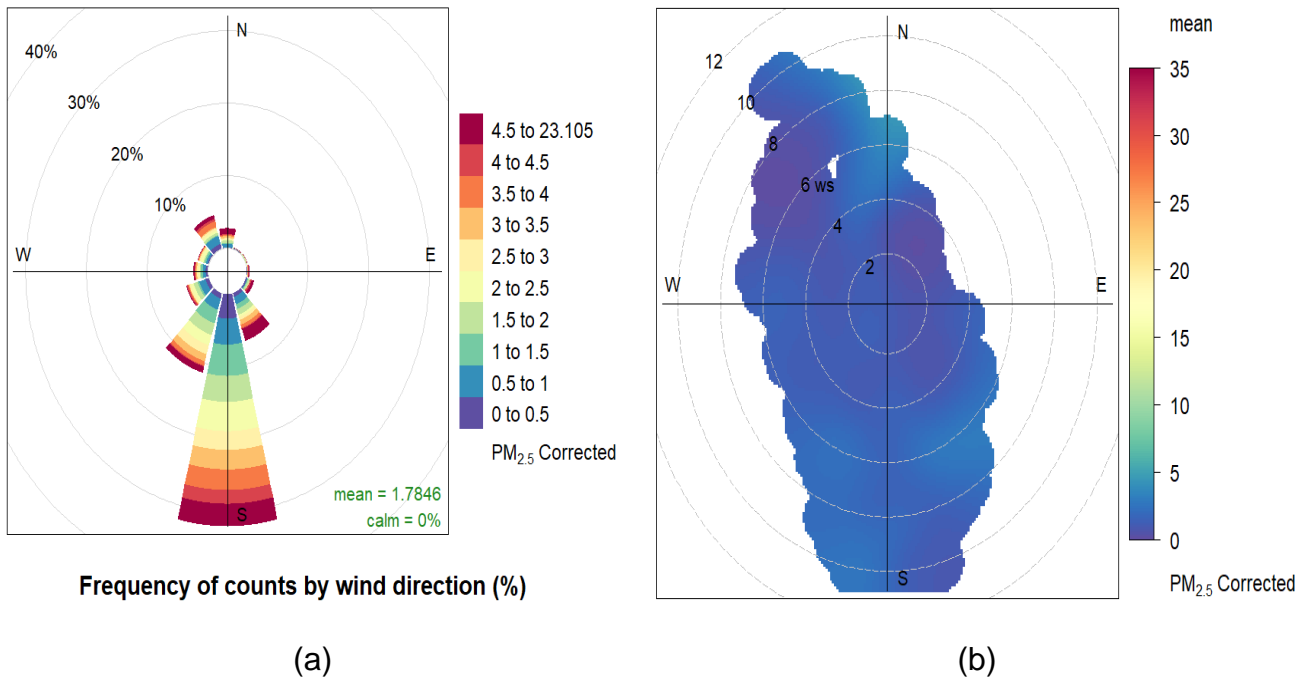 40%
30%
20%
10%
N
W
E
S
4.5 to 23.105
4 to 4.5
3.5 to 4
3 to 3.5
2.5 to 3
2 to 2.5
1.5 to 2
1 to 1.5
0.5 to 1
0 to 0.5
PM2.5 Corrected
mean = 1.7846
calm = 0%
Frequency of counts by wind direction (%)
(a)
12
10
8
6 ws
4
2
N
W
E
S
mean
35
30
25
20
15
10
5
0
PM2.5 Corrected
(b)